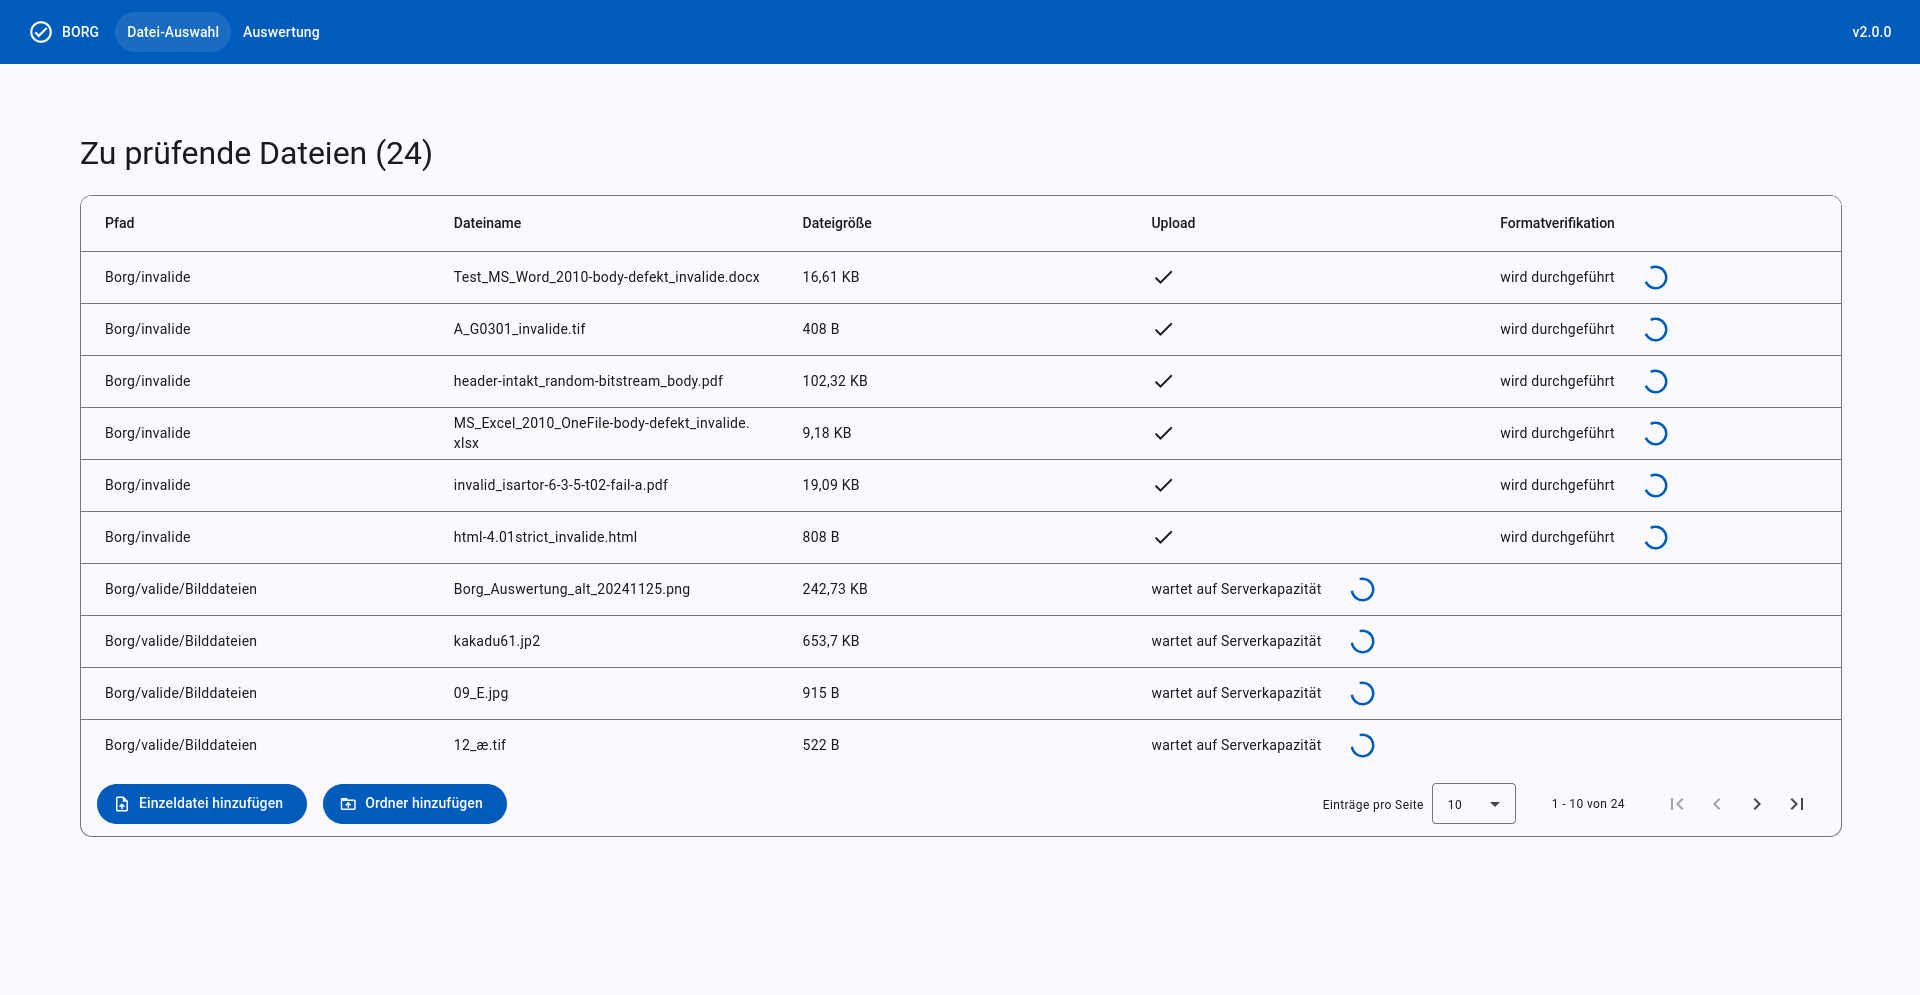 BORG Datei-Auswahl Auswertung v2.0.0
Zu prüfende Dateien (24)
Pfad Dateiname Dateigröße Upload Formatverifikation
Borg/invalide Test_MS_Word_2010-body-defekt_invalide.docx 16,61 KB wird durchgeführt
Borg/invalide A_G0301_invalide.tif 408 B wird durchgeführt
Borg/invalide header-intakt_random-bitstream_body.pdf 102,32 KB wird durchgeführt
Borg/invalide MS_Excel_2010_OneFile-body-defekt_invalide. 9,18 KB wird durchgeführt
xlsx
Borg/invalide invalid_isartor-6-3-5-t02-fail-a.pdf 19,09 KB wird durchgeführt
Borg/invalide html-4.01strict_invalide.html 808 B wird durchgeführt
Borg/valide/Bilddateien Borg_Auswertung_alt_20241125.png 242,73 KB wartet auf Serverkapazität
Borg/valide/Bilddateien kakadu61.jp2 653,7 KB wartet auf Serverkapazität
Borg/valide/Bilddateien 09_E.jpg 915 B wartet auf Serverkapazität
Borg/valide/Bilddateien 12_æ.tif 522 B wartet auf Serverkapazität
Einzeldatei hinzufügen Ordner hinzufügen Einträge pro Seite 10 1 - 10 von 24